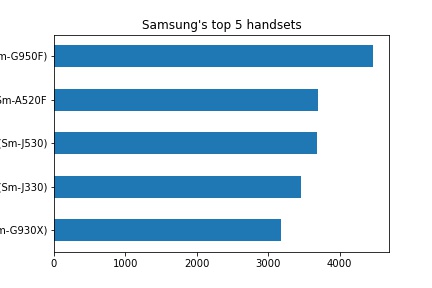 Samsung's top 5 handsets
m-G950F)
Sm-A520F
(Sm-J530)
(Sm-J330)
m-G930X)
0 1000 2000 3000 4000